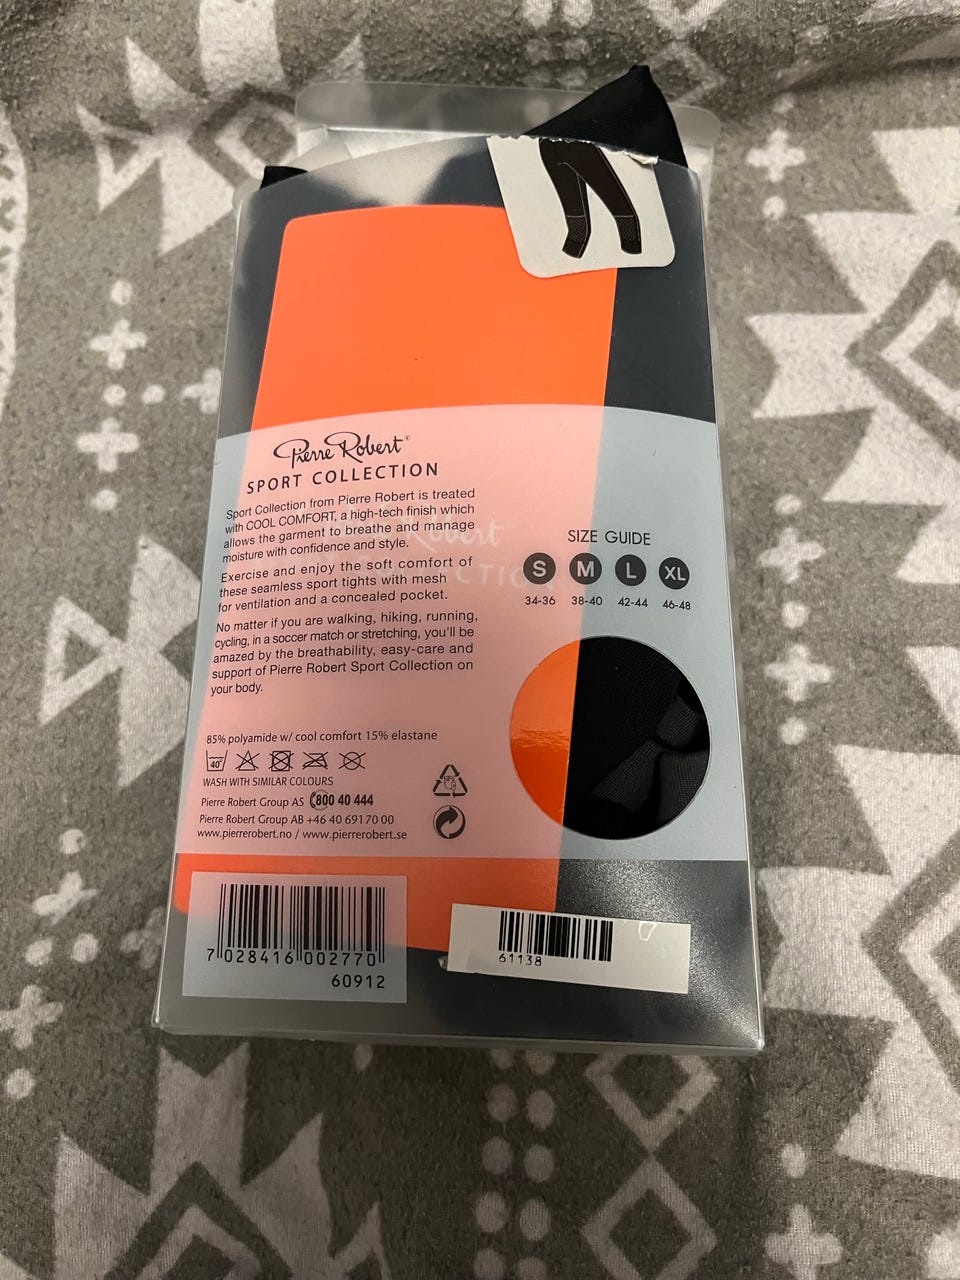 Pierre Robert®
SPORT COLLECTION
Sport Collection from Pierre Robert is treated
with COOL COMFORT, a high-tech finish which
allows the garment to breathe and manage
moisture with confidence and style.
Exercise and enjoy the soft comfort of
these seamless sport tights with mesh
for ventilation and a concealed pocket.
No matter if you are walking, hiking, running,
cycling, in a soccer match or stretching, you'll be
amazed by the breathability, easy-care and
support of Pierre Robert Sport Collection on
your body.
SIZE GUIDE
S M L XL
34-36 38-40 42-44 46-48
85% polyamide w/ cool comfort 15% elastane
40°
WASH WITH SIMILAR COLOURS
Pierre Robert Group AS 800 40 444
Pierre Robert Group AB +46 40 69170 00
www.pierrerobert.no / www.pierrerobert.se
7 028416 002770
60912
61138